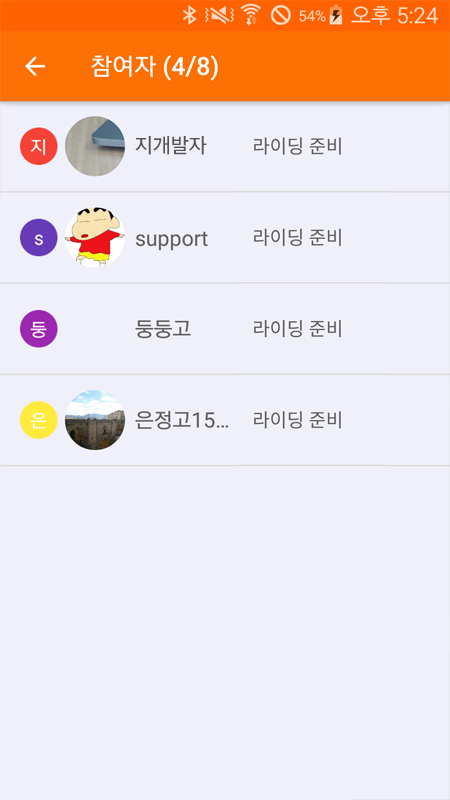 54% 오후 5:24
참여자 (4/8)
지 지개발자 라이딩 준비
s support 라이딩 준비
둥 둥둥고 라이딩 준비
은 은정고15... 라이딩 준비